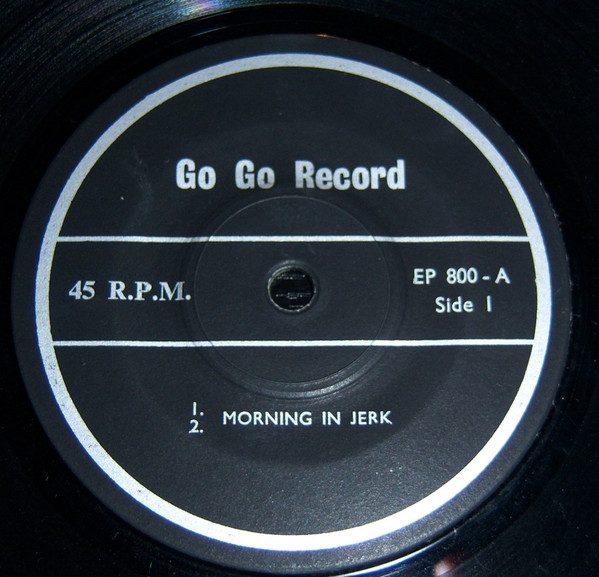 Go Go Record
45 R.P.M.
EP 800 - A
Side 1
1.
2. MORNING IN JERK